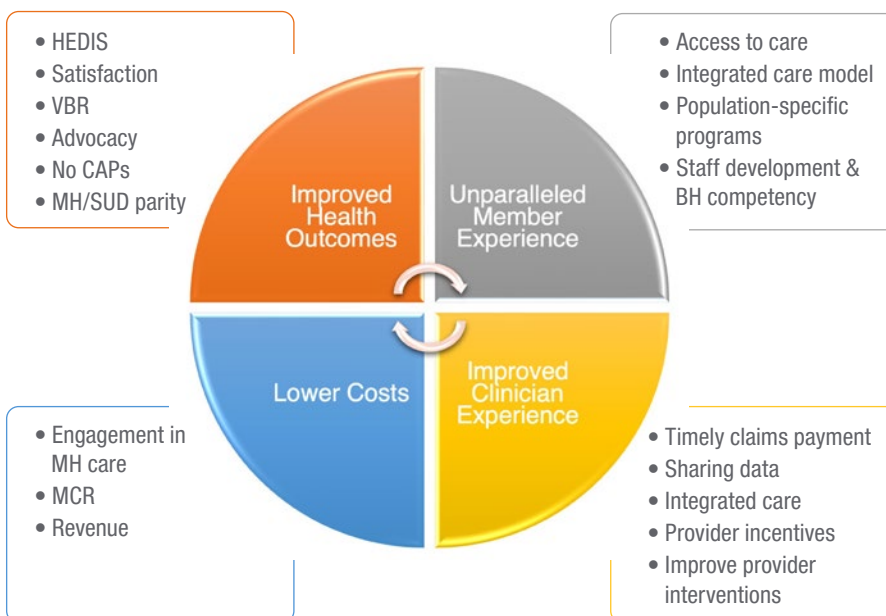 • HEDIS
• Satisfaction
• VBR
• Advocacy
• No CAPs
• MH/SUD parity
• Access to care
• Integrated care model
• Population-specific
programs
• Staff development &
BH competency
Improved
Health
Outcomes
Unparalleled
Member
Experience
Lower Costs
Improved
Clinician
Experience
• Engagement in
MH care
• MCR
• Revenue
• Timely claims payment
• Sharing data
• Integrated care
• Provider incentives
• Improve provider
interventions